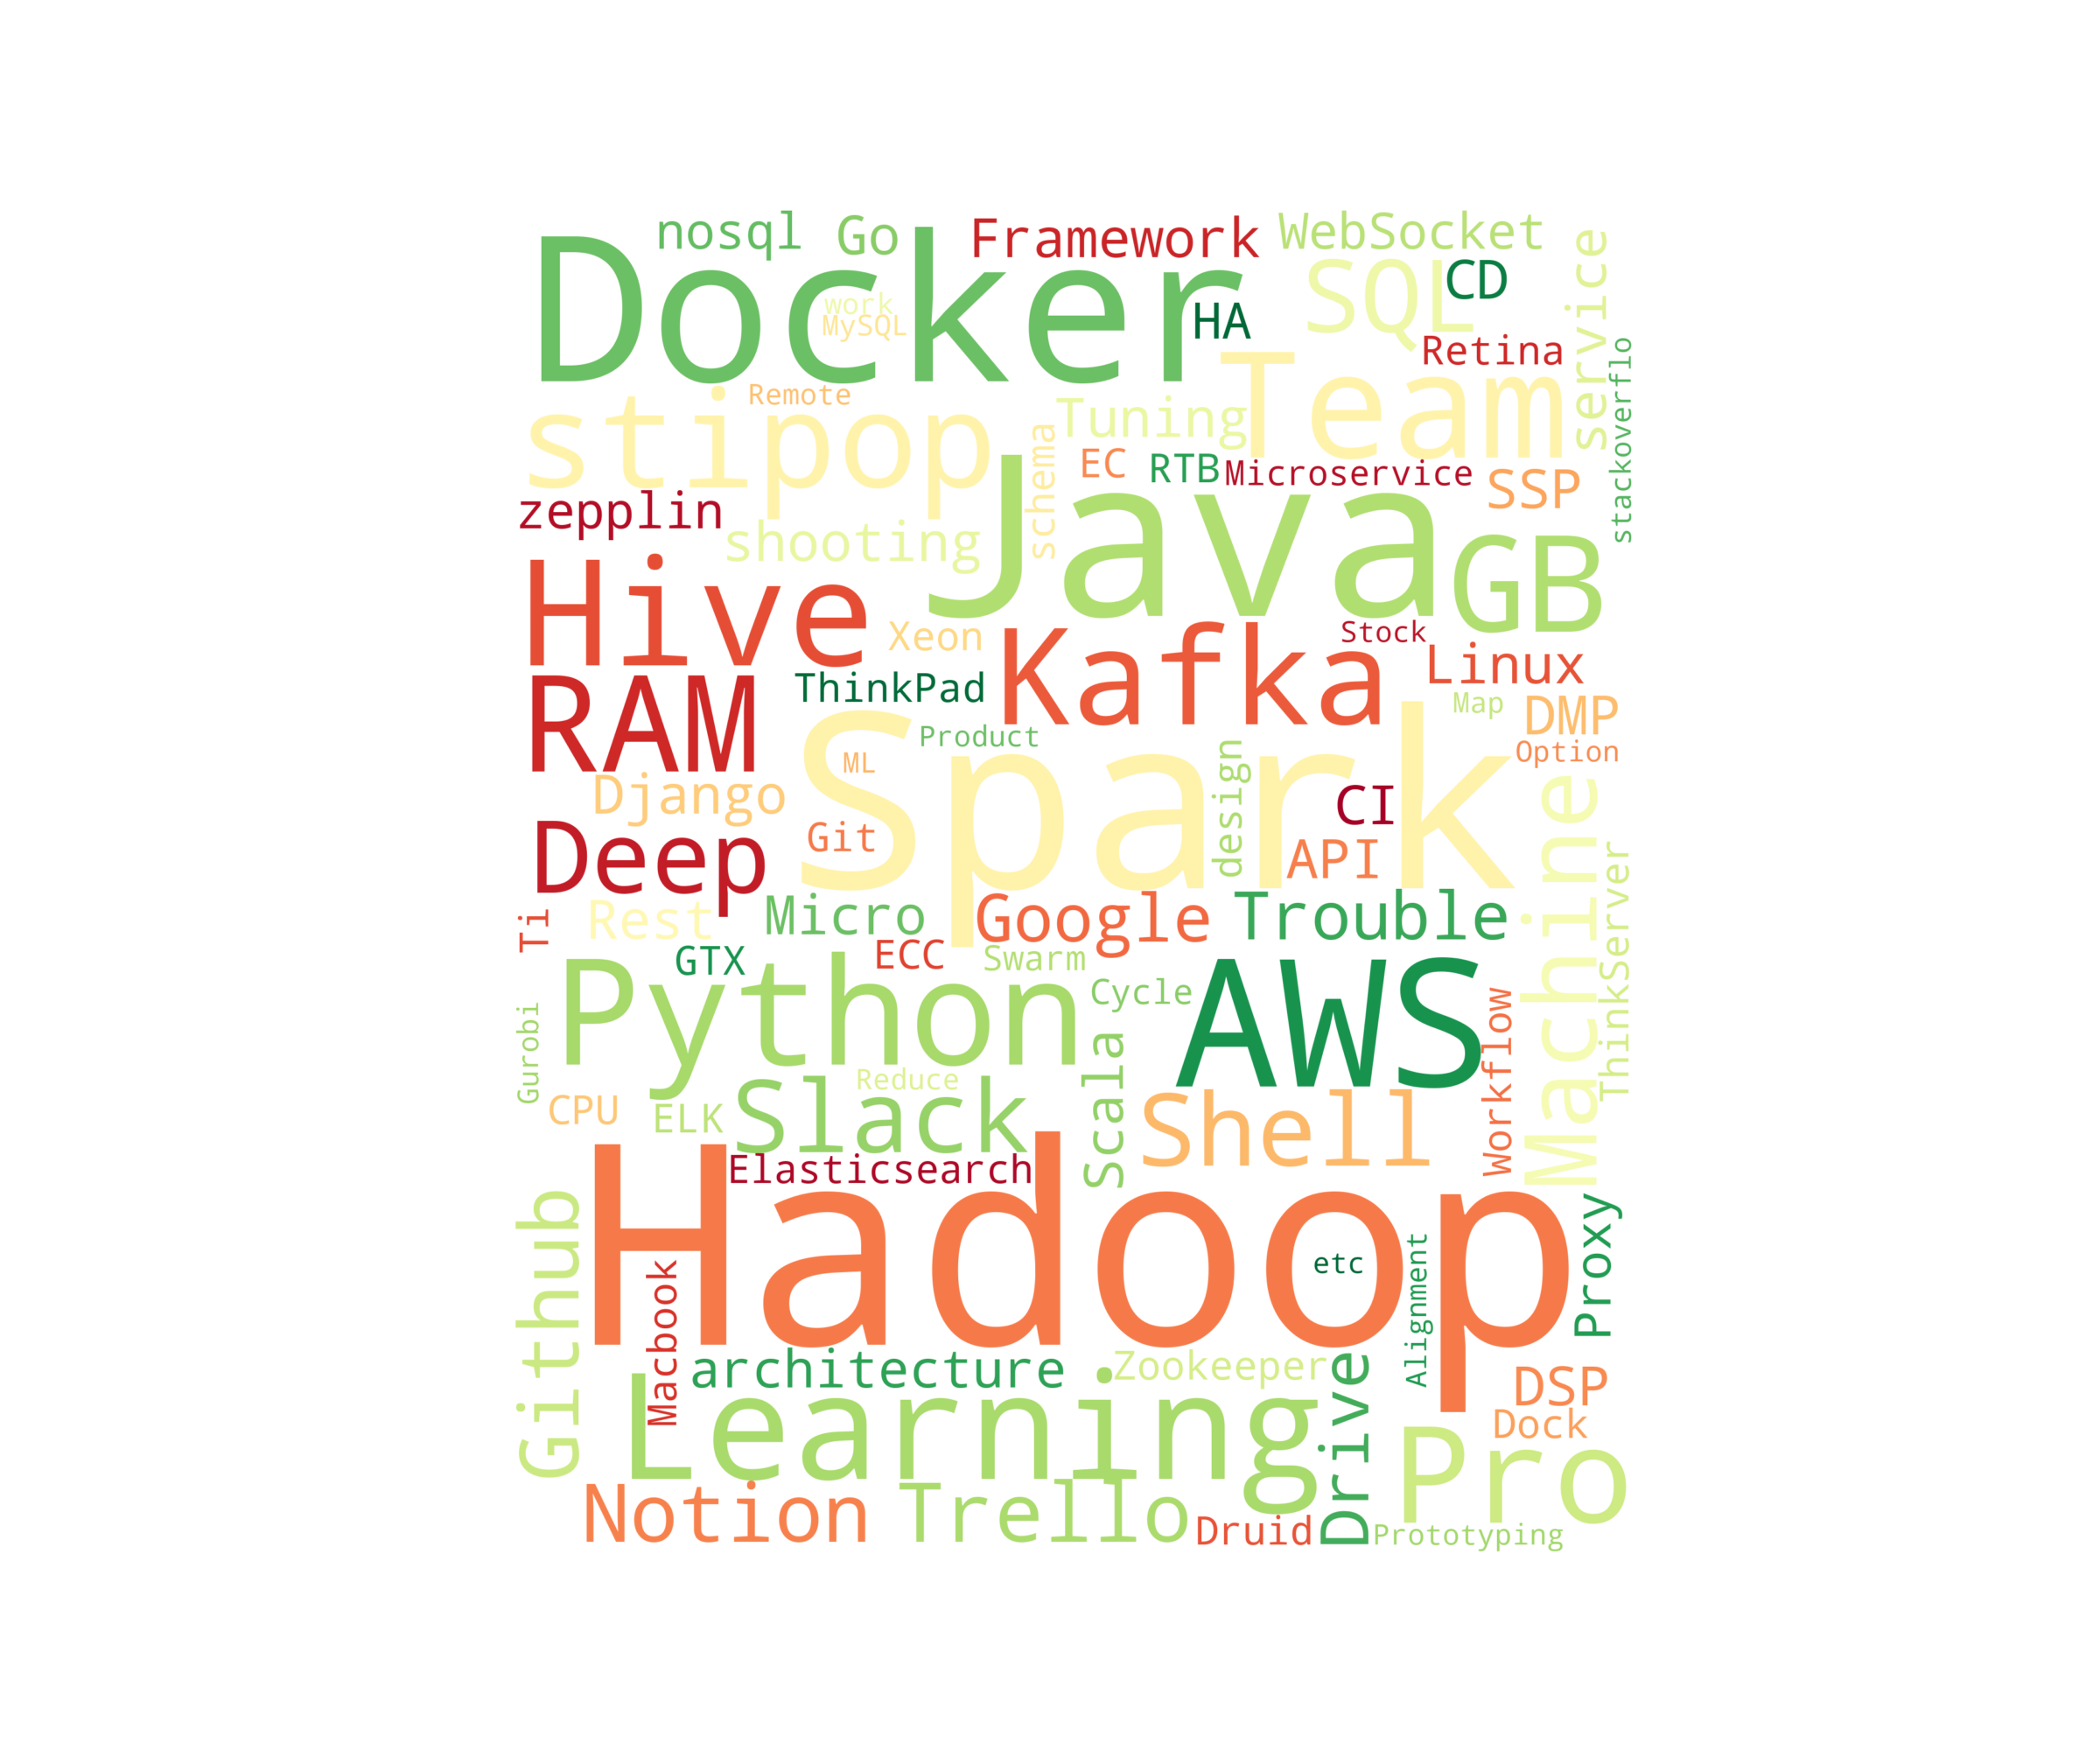 nosql
Go
Framework
WebSocket
Docker
SQL
CD
service
work
MySQL
HA
Retina
stackoverflo
Team
Remote
stipop
Tuning
schema
EC
RTB
Microservice
SSP
zepplin
shooting
Java
GB
Hive
Xeon
Kafka
Stock
Linux
RAM
ThinkPad
Map
DMP
Product
Option
ML
Spark
design
Django
CI
Machine
Deep
Git
API
ThinkServer
Rest
Micro
Google
Trouble
Ti
GTX
ECC
Swarm
Python
Cycle
AWS
Workflow
Gurobi
Reduce
Scala
CPU
ELK
Slack
Shell
Elasticsearch
Github
Hadoop
Proxy
etc
Alignment
Macbook
architecture
Zookeeper
Drive
DSP
Learning
Dock
Pro
Notion
Trello
Druid
Prototyping